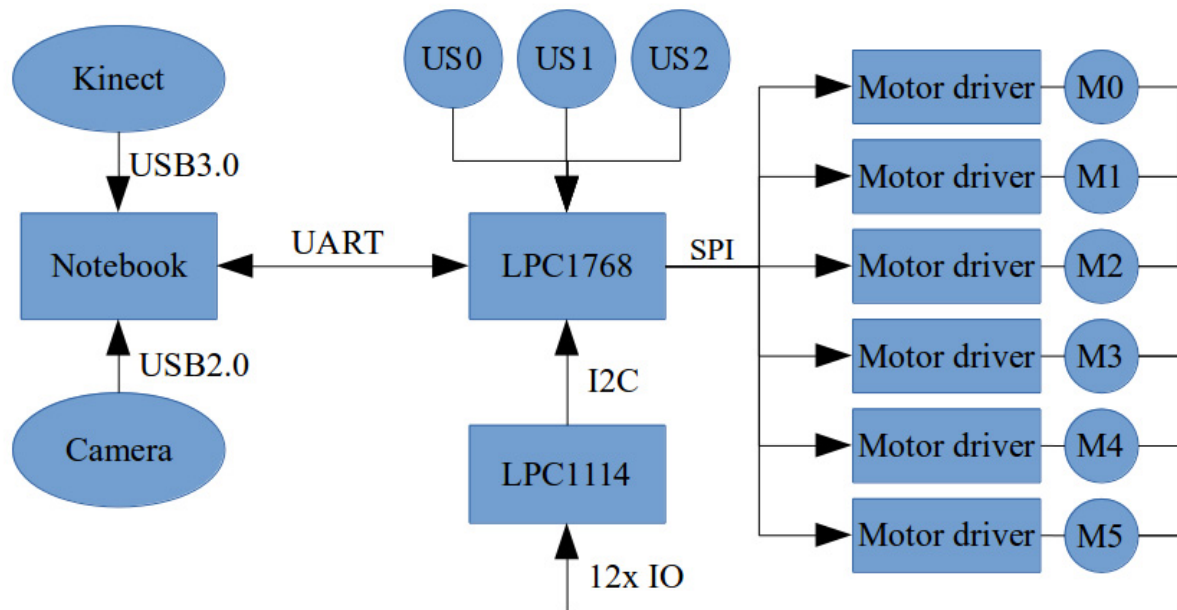 Kinect
USB3.0
Notebook
USB2.0
Camera
UART
US0
US1
US2
LPC1768
I2C
LPC1114
12x IO
SPI
Motor driver
M0
Motor driver
M1
Motor driver
M2
Motor driver
M3
Motor driver
M4
Motor driver
M5